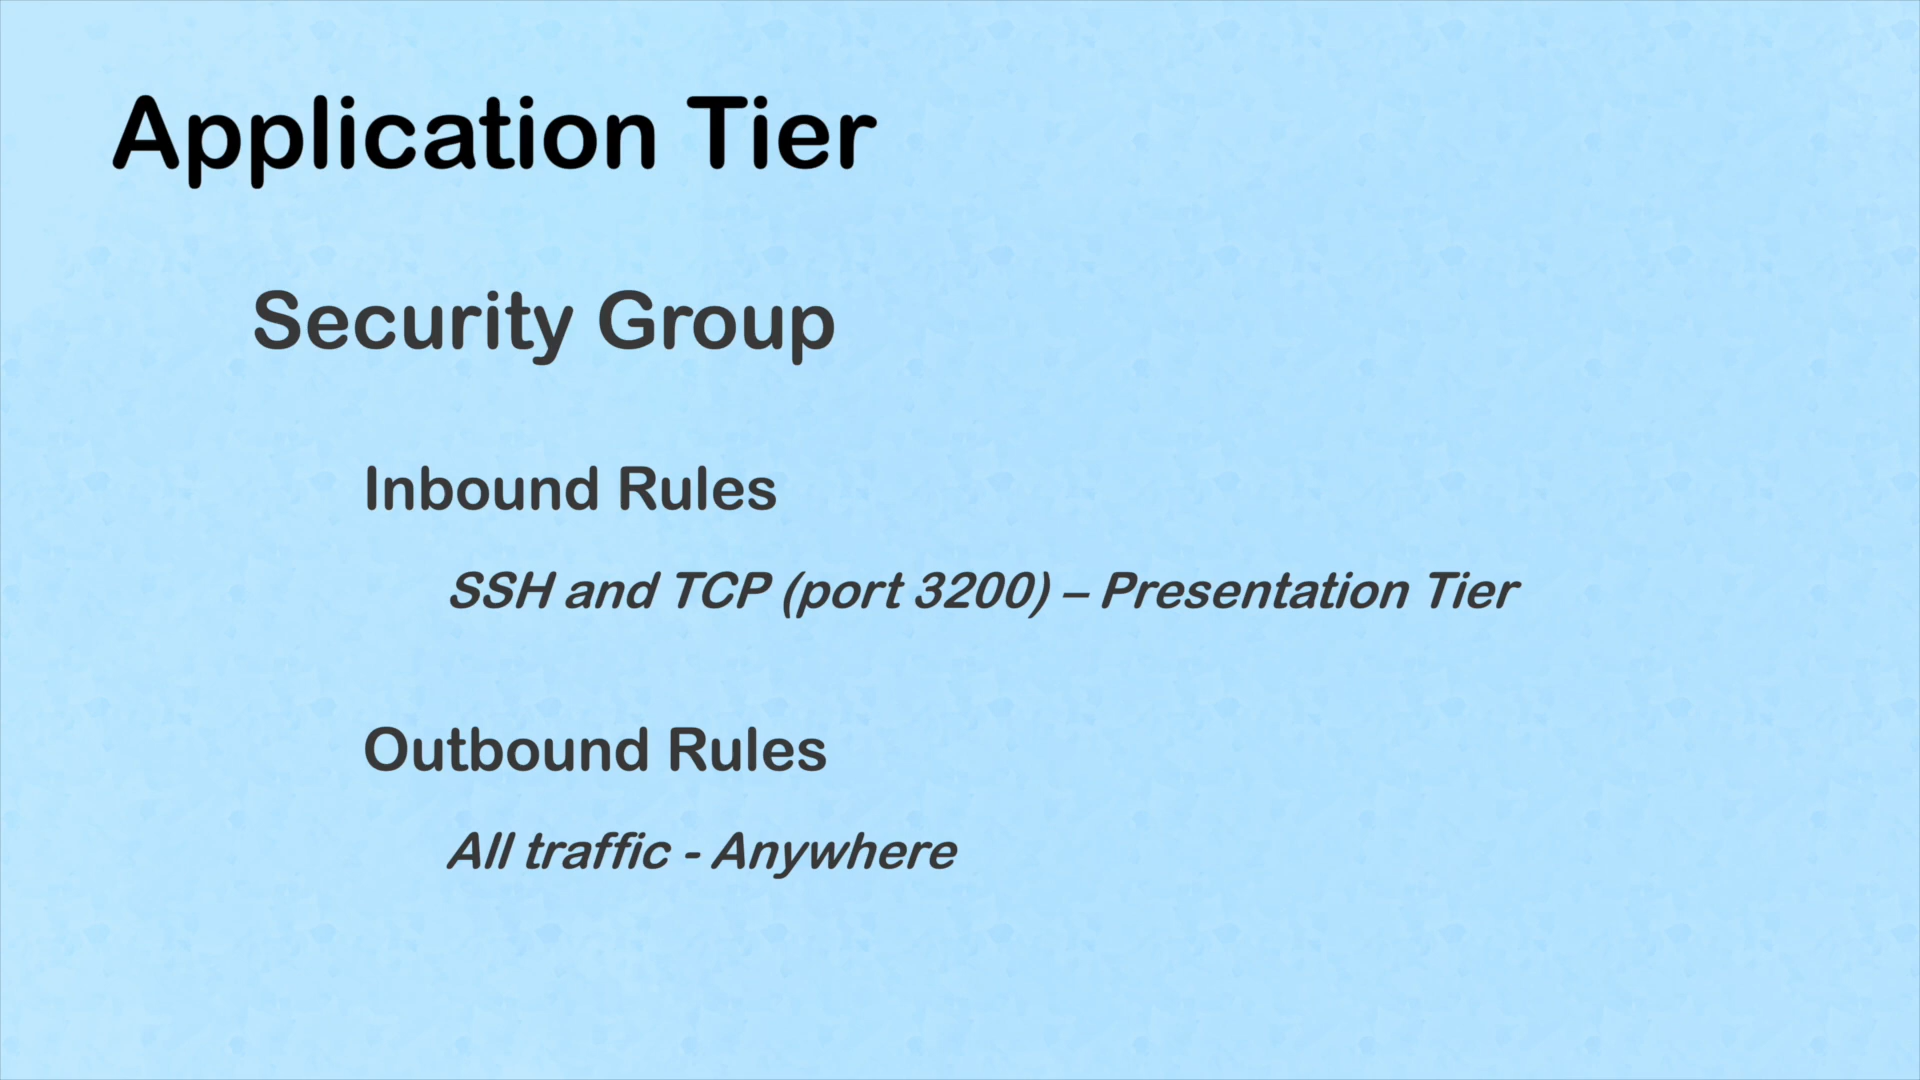 Application Tier
Security Group
Inbound Rules
SSH and TCP (port 3200) – Presentation Tier
Outbound Rules
All traffic - Anywhere